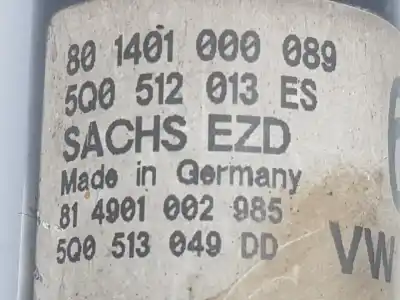 80 1401 000 089
5Q0 512 013 ES
SACHS EZD
Made in Germany
81 4901 002 985
5Q0 513 049 DD
VW